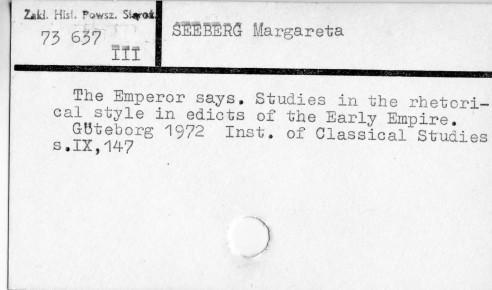 Zakł. Hist. Powsz. Staroż.
73 637
III
SEEBERG Margareta
The Emperor says. Studies in the rhetori-
cal style in edicts of the Early Empire.
Göteborg 1972 Inst. of Classical Studies
s.IX,147